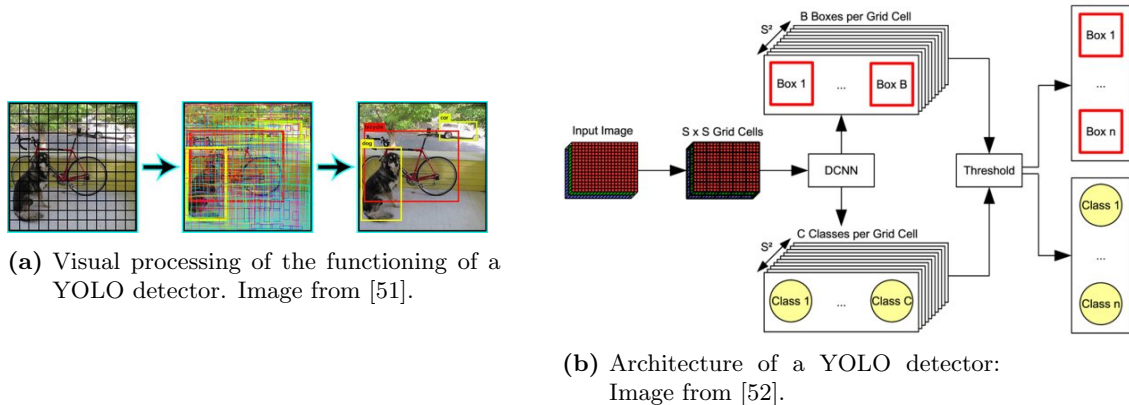 bicycle
dog
car
(a) Visual processing of the functioning of a
YOLO detector. Image from [51].
Input Image
S x S Grid Cells
DCNN
B Boxes per Grid Cell
S²
Box 1
...
Box B
C Classes per Grid Cell
S²
Class 1
...
Class C
Threshold
Box 1
...
Box n
Class 1
...
Class n
(b) Architecture of a YOLO detector:
Image from [52].